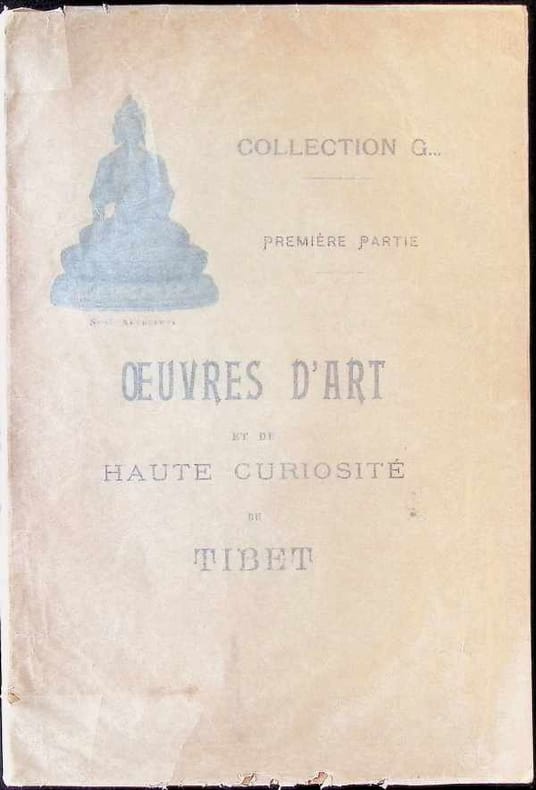 COLLECTION G...
PREMIÈRE PARTIE
ŒUVRES D'ART
ET DE
HAUTE CURIOSITÉ
DU
TIBET